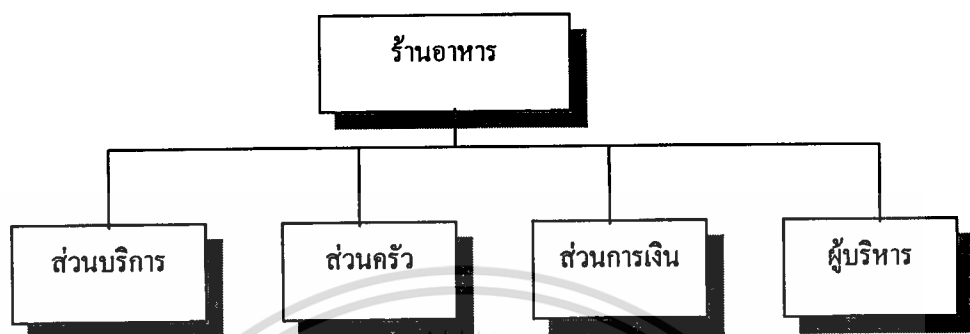 ร้านอาหาร
ส่วนบริการ
ส่วนครัว
ส่วนการเงิน
ผู้บริหาร